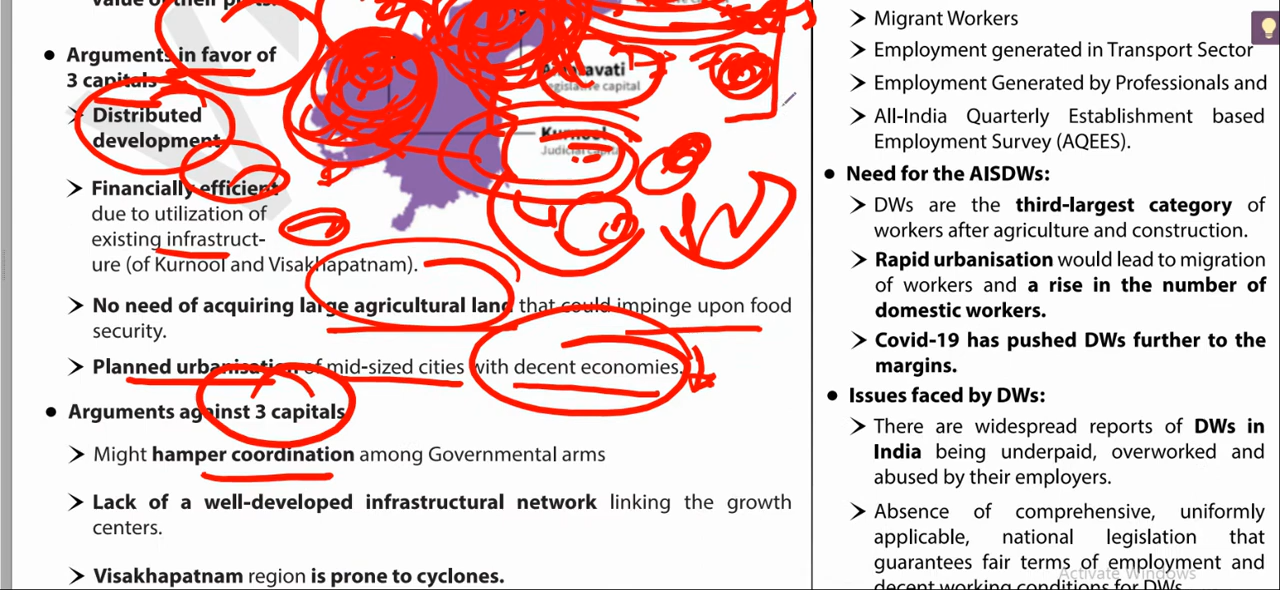 value of their plots.
Arguments in favor of
3 capitals
Distributed
development
Financially efficient
due to utilization of
existing infrastruct-
ure (of Kurnool and Visakhapatnam).
No need of acquiring large agricultural land that could impinge upon food
security.
Planned urbanisation of mid-sized cities with decent economies.
Arguments against 3 capitals
Might hamper coordination among Governmental arms
Lack of a well-developed infrastructural network linking the growth
centers.
Visakhapatnam region is prone to cyclones.
Amaravati
Legislative capital
Kurnool
Judicial capital
Migrant Workers
Employment generated in Transport Sector
Employment Generated by Professionals and
All-India Quarterly Establishment based
Employment Survey (AQEES).
Need for the AISDWs:
DWs are the third-largest category of
workers after agriculture and construction.
Rapid urbanisation would lead to migration
of workers and a rise in the number of
domestic workers.
Covid-19 has pushed DWs further to the
margins.
Issues faced by DWs:
There are widespread reports of DWs in
India being underpaid, overworked and
abused by their employers.
Absence of comprehensive, uniformly
applicable, national legislation that
guarantees fair terms of employment and
decent working conditions for DWs.
Activate Windows